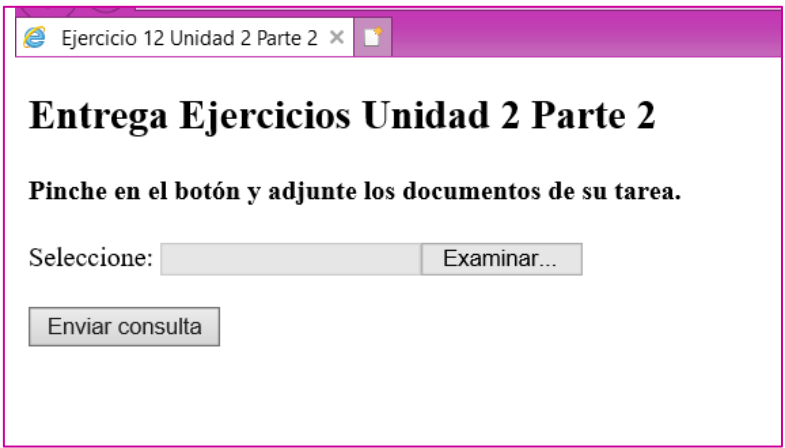 Ejercicio 12 Unidad 2 Parte 2
Entrega Ejercicios Unidad 2 Parte 2
Pinche en el botón y adjunte los documentos de su tarea.
Seleccione: Examinar...
Enviar consulta